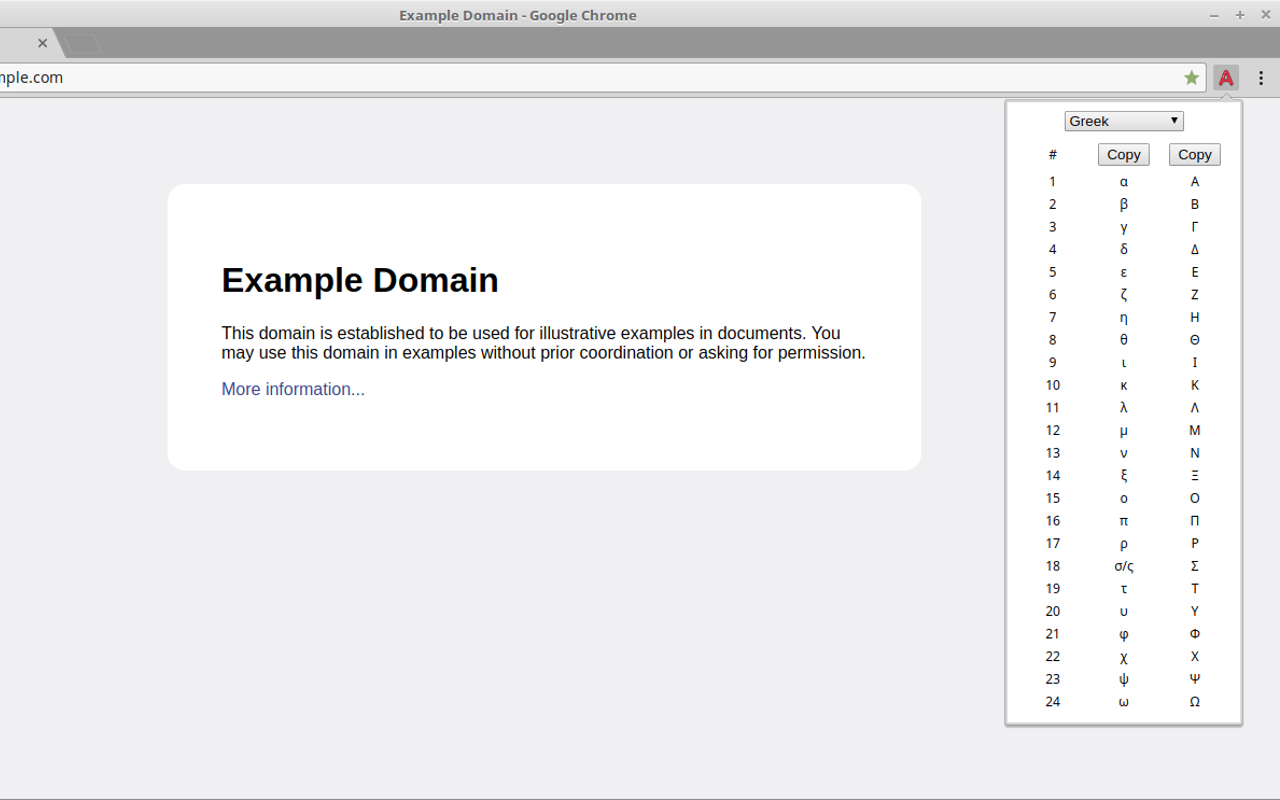 Example Domain - Google Chrome
mple.com
Greek
# Copy Copy
1 α Α
2 β Β
3 γ Γ
4 δ Δ
5 ε Ε
6 ζ Ζ
7 η Η
8 θ Θ
9 ι Ι
10 κ Κ
11 λ Λ
12 μ Μ
13 ν Ν
14 ξ Ξ
15 ο Ο
16 π Π
17 ρ Ρ
18 σ/ς Σ
19 τ Τ
20 υ Υ
21 φ Φ
22 χ Χ
23 ψ Ψ
24 ω Ω
Example Domain
This domain is established to be used for illustrative examples in documents. You
may use this domain in examples without prior coordination or asking for permission.
More information...